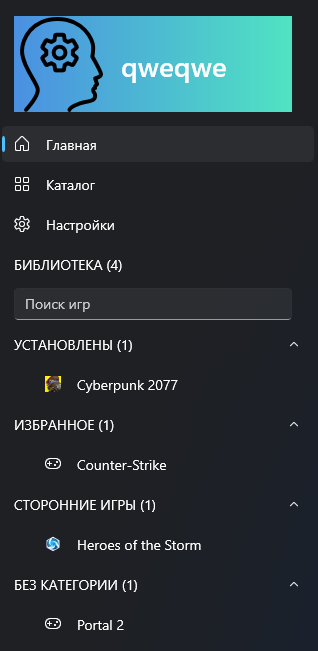 qweqwe
Главная
Каталог
Настройки
БИБЛИОТЕКА (4)
Поиск игр
УСТАНОВЛЕНЫ (1)
Cyberpunk 2077
ИЗБРАННОЕ (1)
Counter-Strike
СТОРОННИЕ ИГРЫ (1)
Heroes of the Storm
БЕЗ КАТЕГОРИИ (1)
Portal 2